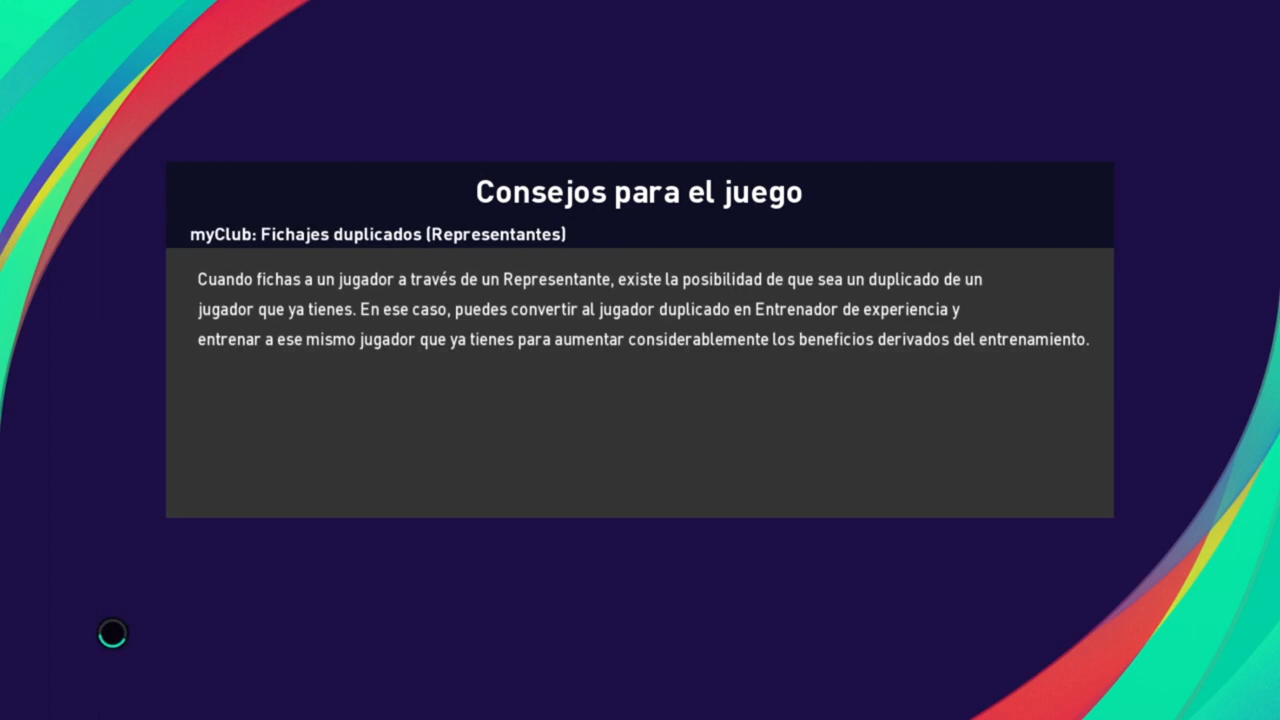 Consejos para el juego
myClub: Fichajes duplicados (Representantes)
Cuando fichas a un jugador a través de un Representante, existe la posibilidad de que sea un duplicado de un
jugador que ya tienes. En ese caso, puedes convertir al jugador duplicado en Entrenador de experiencia y
entrenar a ese mismo jugador que ya tienes para aumentar considerablemente los beneficios derivados del entrenamiento.